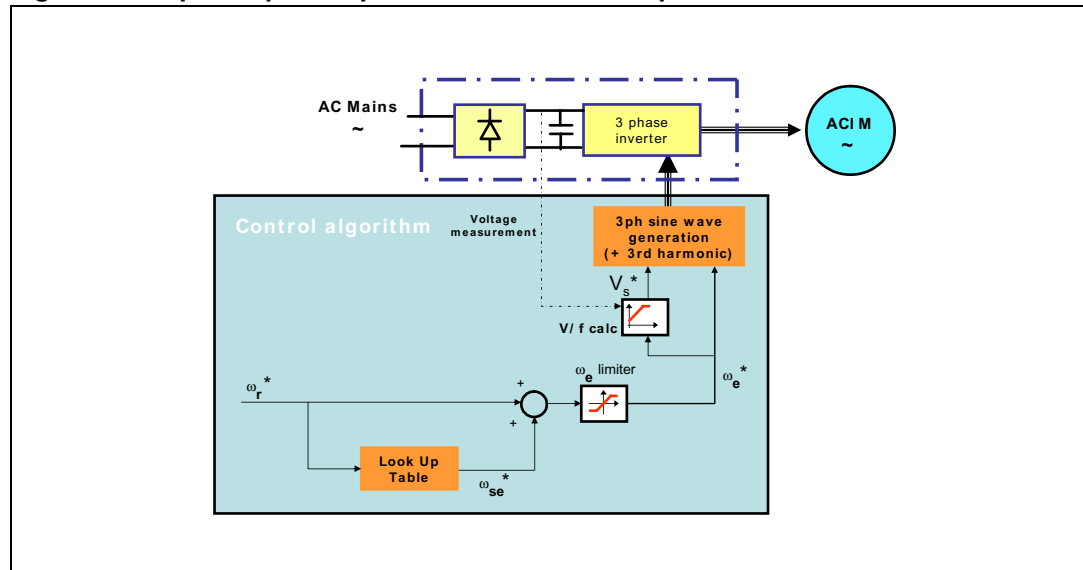 AC Mains
~
3 phase
inverter
ACI M
~
Control algorithm
Voltage
measurement
3ph sine wave
generation
(+ 3rd harmonic)
Vs*
V/ f calc
ωr*
+
+
ωe limiter
ωe*
Look Up
Table
ωse*